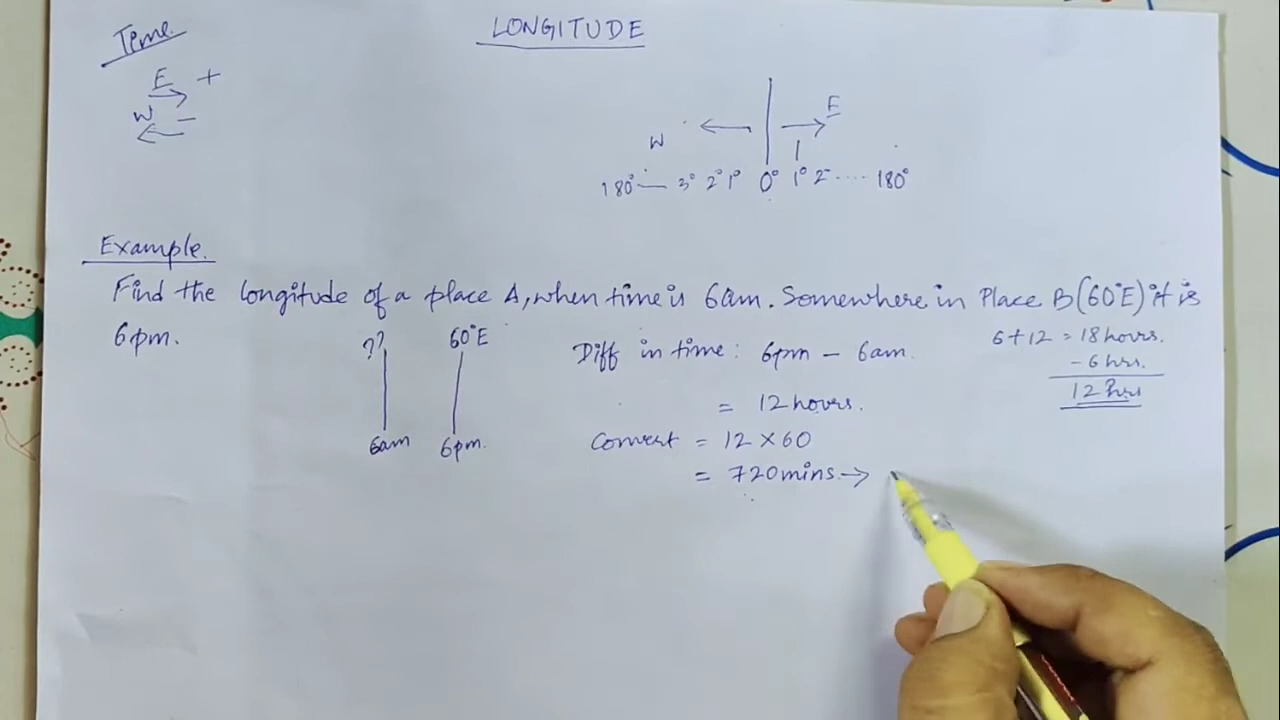 Time.
LONGITUDE
E +
W -
E
W
180° — 3° 2° 1° 0° 1° 2° .... 180°
Example.
Find the longitude of a place A, when time is 6am. Somewhere in Place B (60°E) it is
6pm.
?? 60°E
6am 6pm.
Diff in time: 6pm - 6am.
= 12 hours.
Convert = 12 × 60
= 720 mins. →
6+12 = 18 hours.
- 6 hrs.
12 hrs